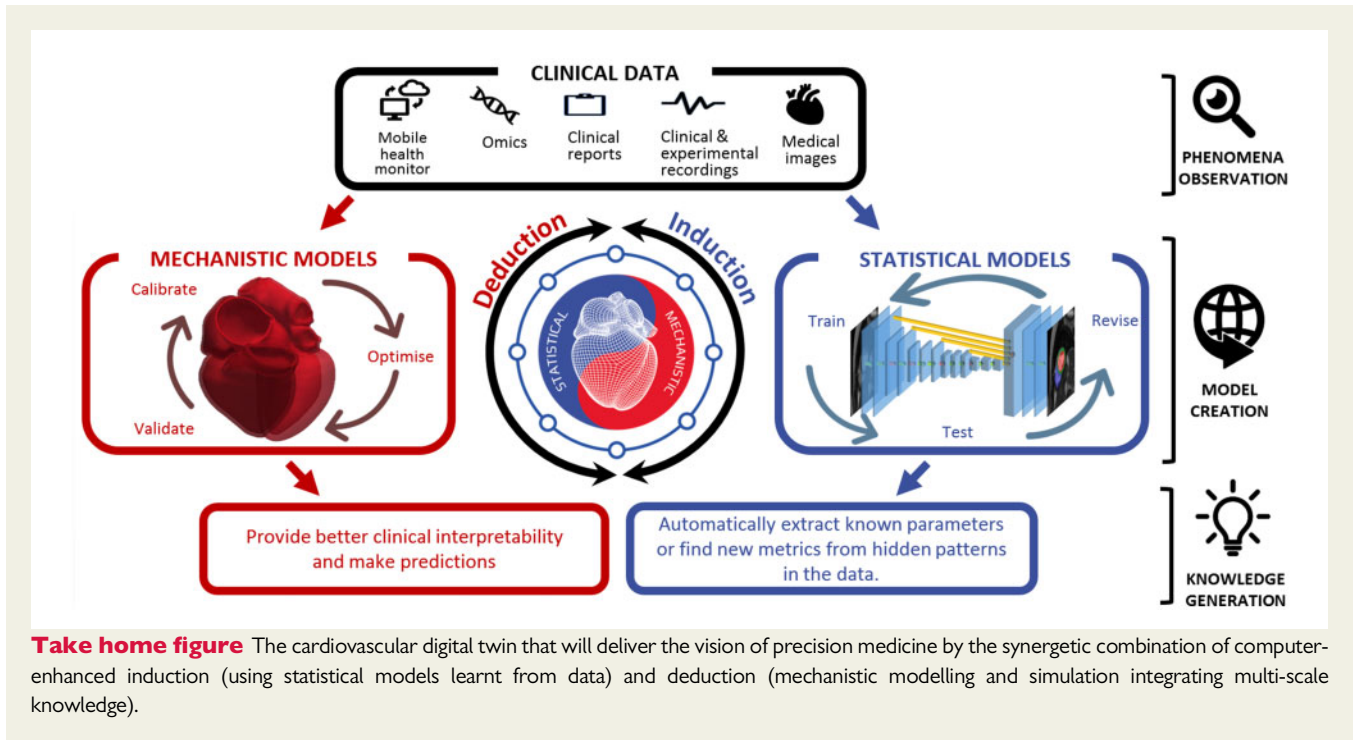 CLINICAL DATA
Mobile
health
monitor
Omics
Clinical
reports
Clinical &
experimental
recordings
Medical
images
PHENOMENA
OBSERVATION
MECHANISTIC MODELS
Calibrate
Optimise
Validate
Deduction
Induction
STATISTICAL
MECHANISTIC
STATISTICAL MODELS
Train
Revise
Test
MODEL
CREATION
Provide better clinical interpretability
and make predictions
Automatically extract known parameters
or find new metrics from hidden patterns
in the data.
KNOWLEDGE
GENERATION
Take home figure The cardiovascular digital twin that will deliver the vision of precision medicine by the synergetic combination of computer-
enhanced induction (using statistical models learnt from data) and deduction (mechanistic modelling and simulation integrating multi-scale
knowledge).